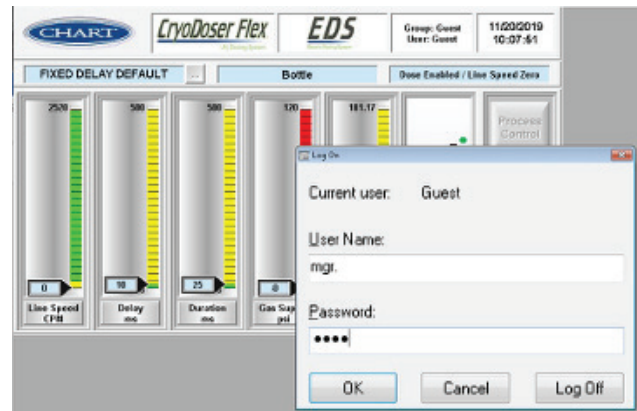 CHART
CryoDoser Flex
EDS
Group: Guest
User: Guest
11/20/2019
10:07:51
FIXED DELAY DEFAULT
...
Bottle
Dose Enabled / Line Speed Zero
2520
500
500
120
181.17
Process
Control
Log On
Current user: Guest
User Name:
mgr.
Password:
••••
OK
Cancel
Log Off
0
10
25
0
Line Speed
CPM
Delay
ms
Duration
ms
Gas Sup
psi